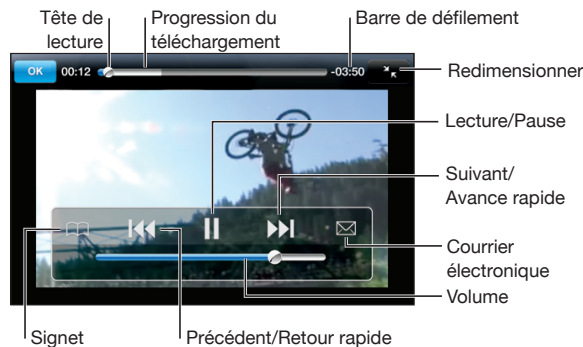 Tête de
lecture
Progression du
téléchargement
Barre de défilement
OK
00:12
-03:50
Redimensionner
Lecture/Pause
Suivant/
Avance rapide
Courrier
électronique
Volume
Signet
Précédent/Retour rapide